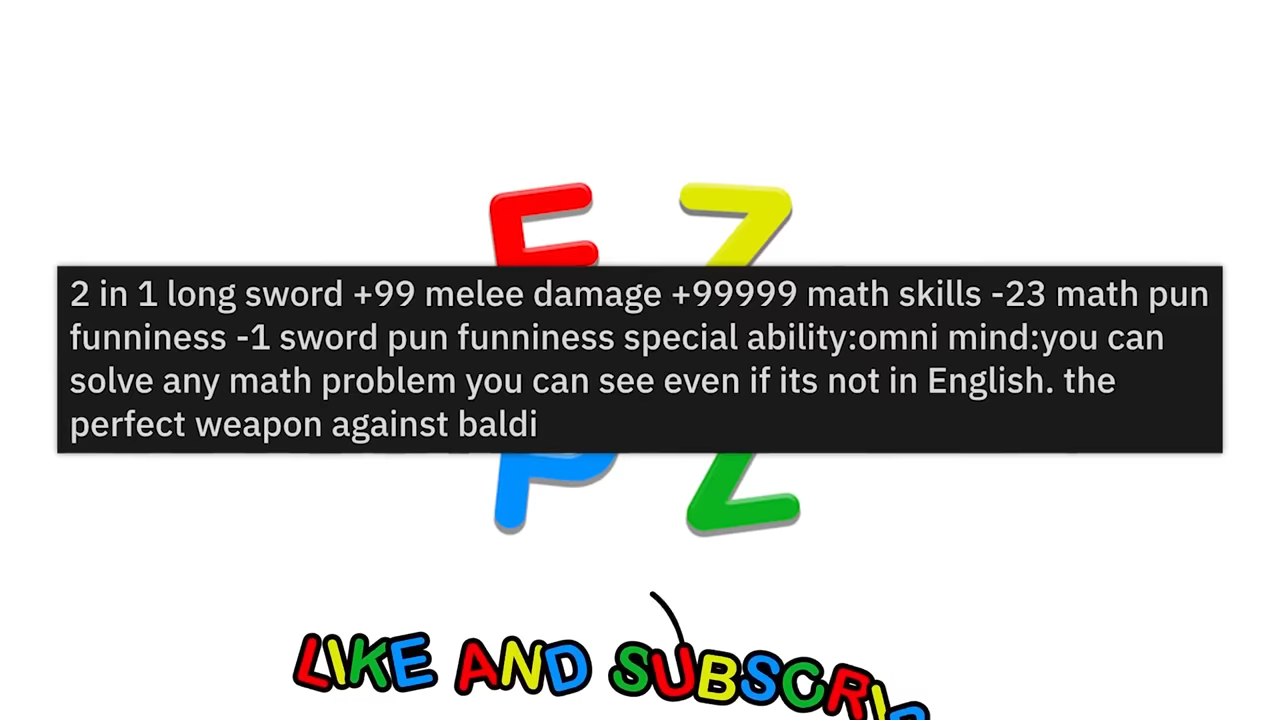 F Z
2 in 1 long sword +99 melee damage +99999 math skills -23 math pun
funniness -1 sword pun funniness special ability:omni mind:you can
solve any math problem you can see even if its not in English. the
perfect weapon against baldi
LIKE AND SUBSCRIB